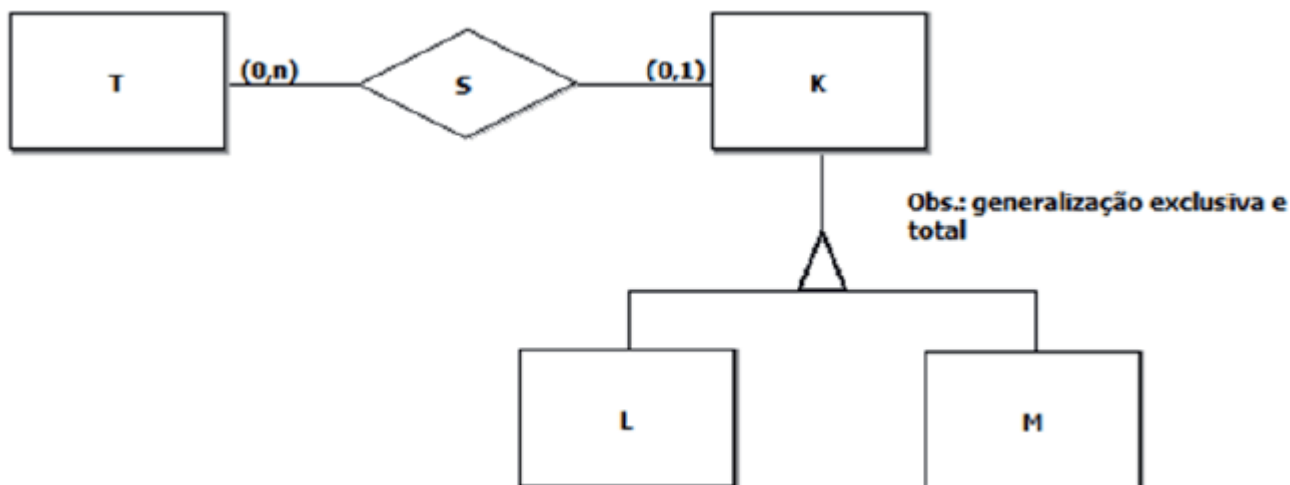 T
(0,n)
S
(0,1)
K
Obs.: generalização exclusiva e
total
L
M